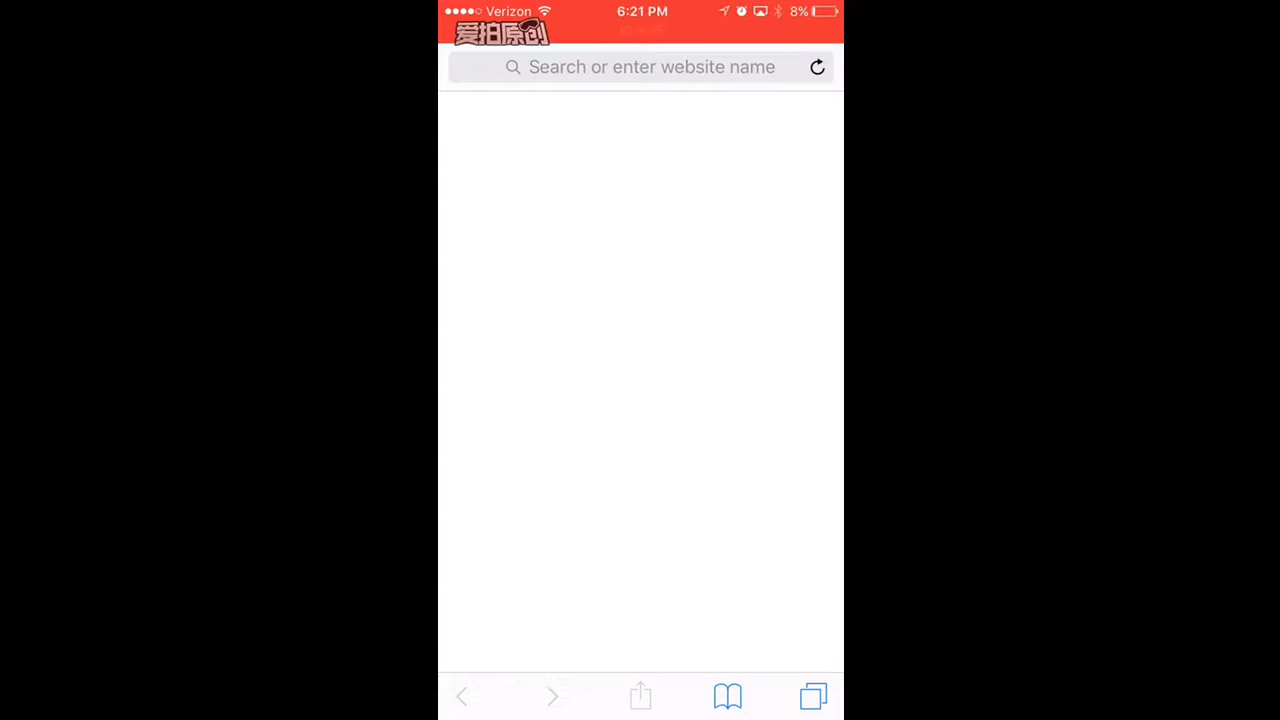 Verizon 6:21 PM 8%
爱拍原创
Search or enter website name